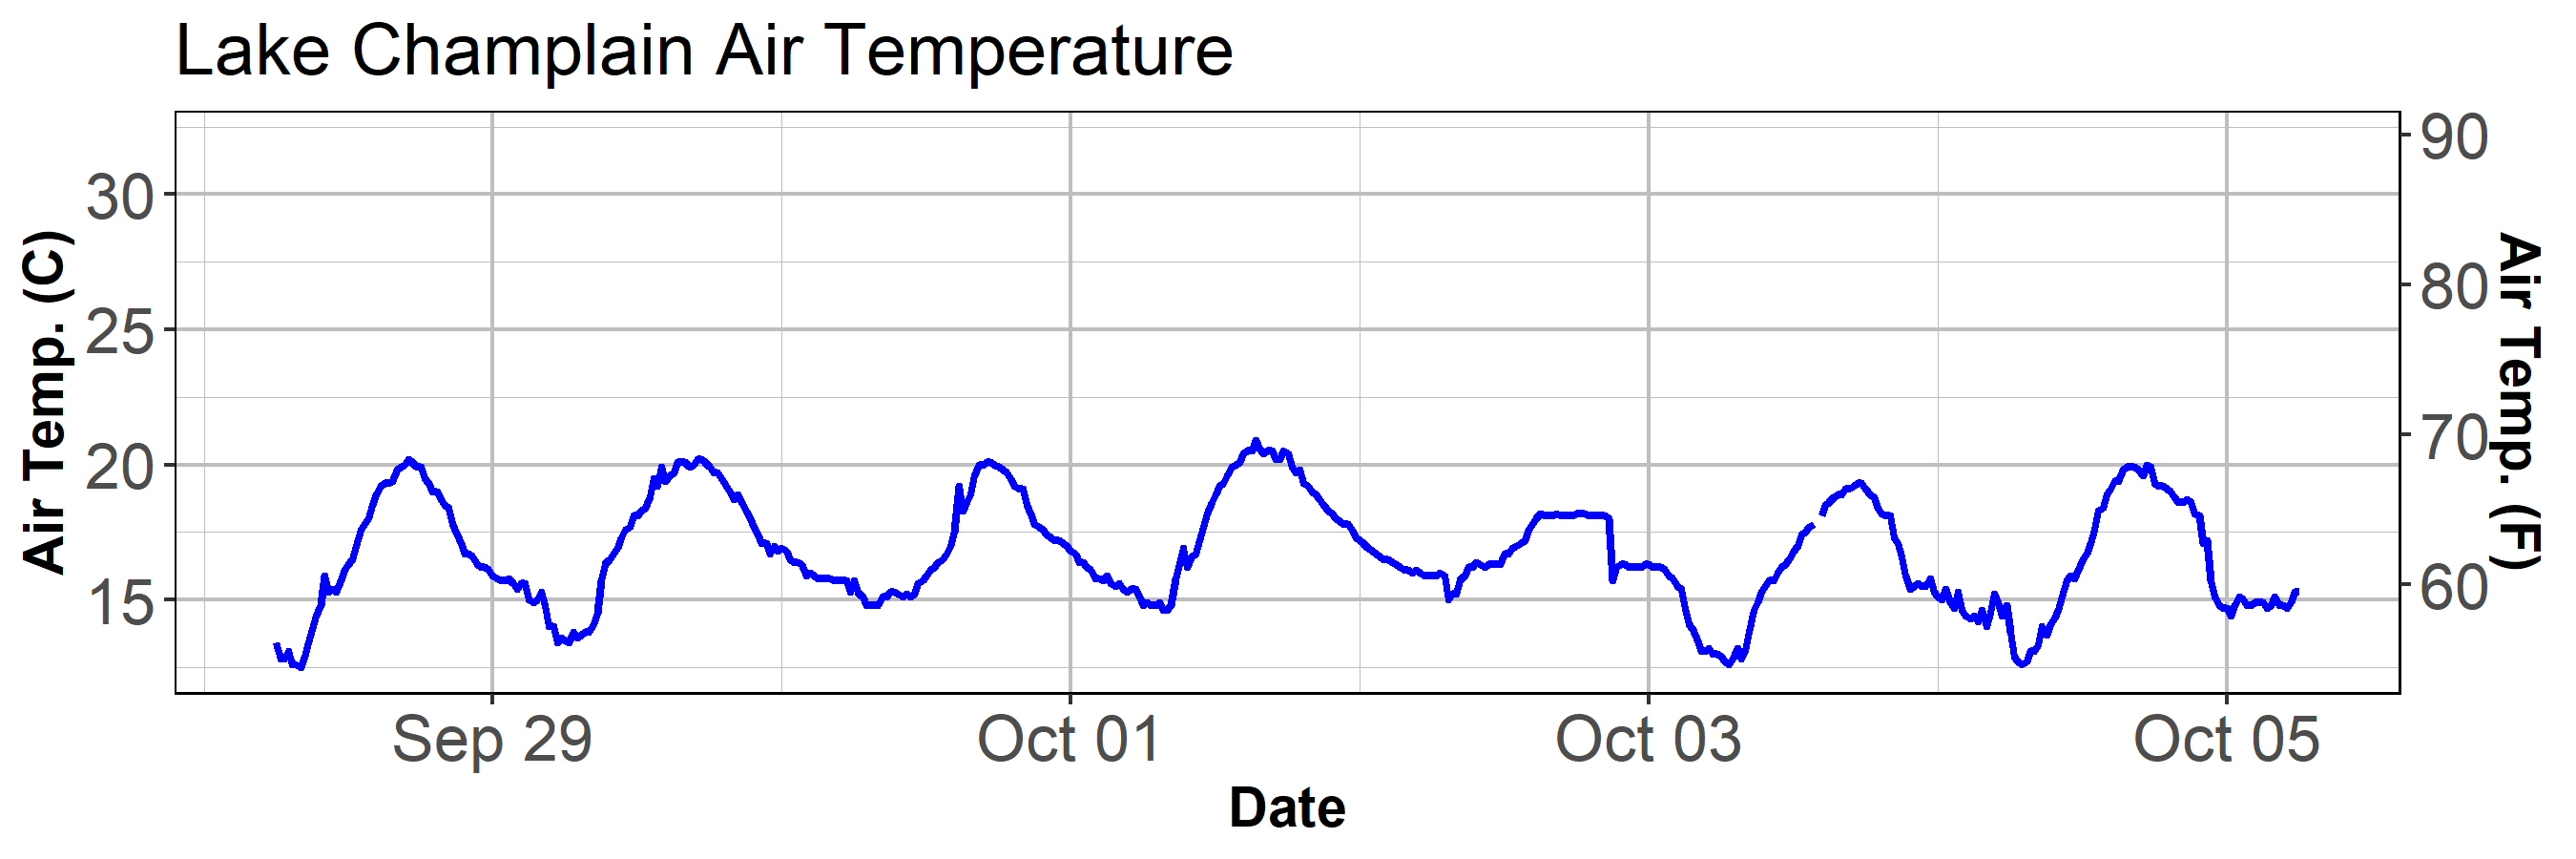 Lake Champlain Air Temperature
Air Temp. (C)
30
25
20
15
90
80
70
60
Air Temp. (F)
Sep 29
Oct 01
Oct 03
Oct 05
Date